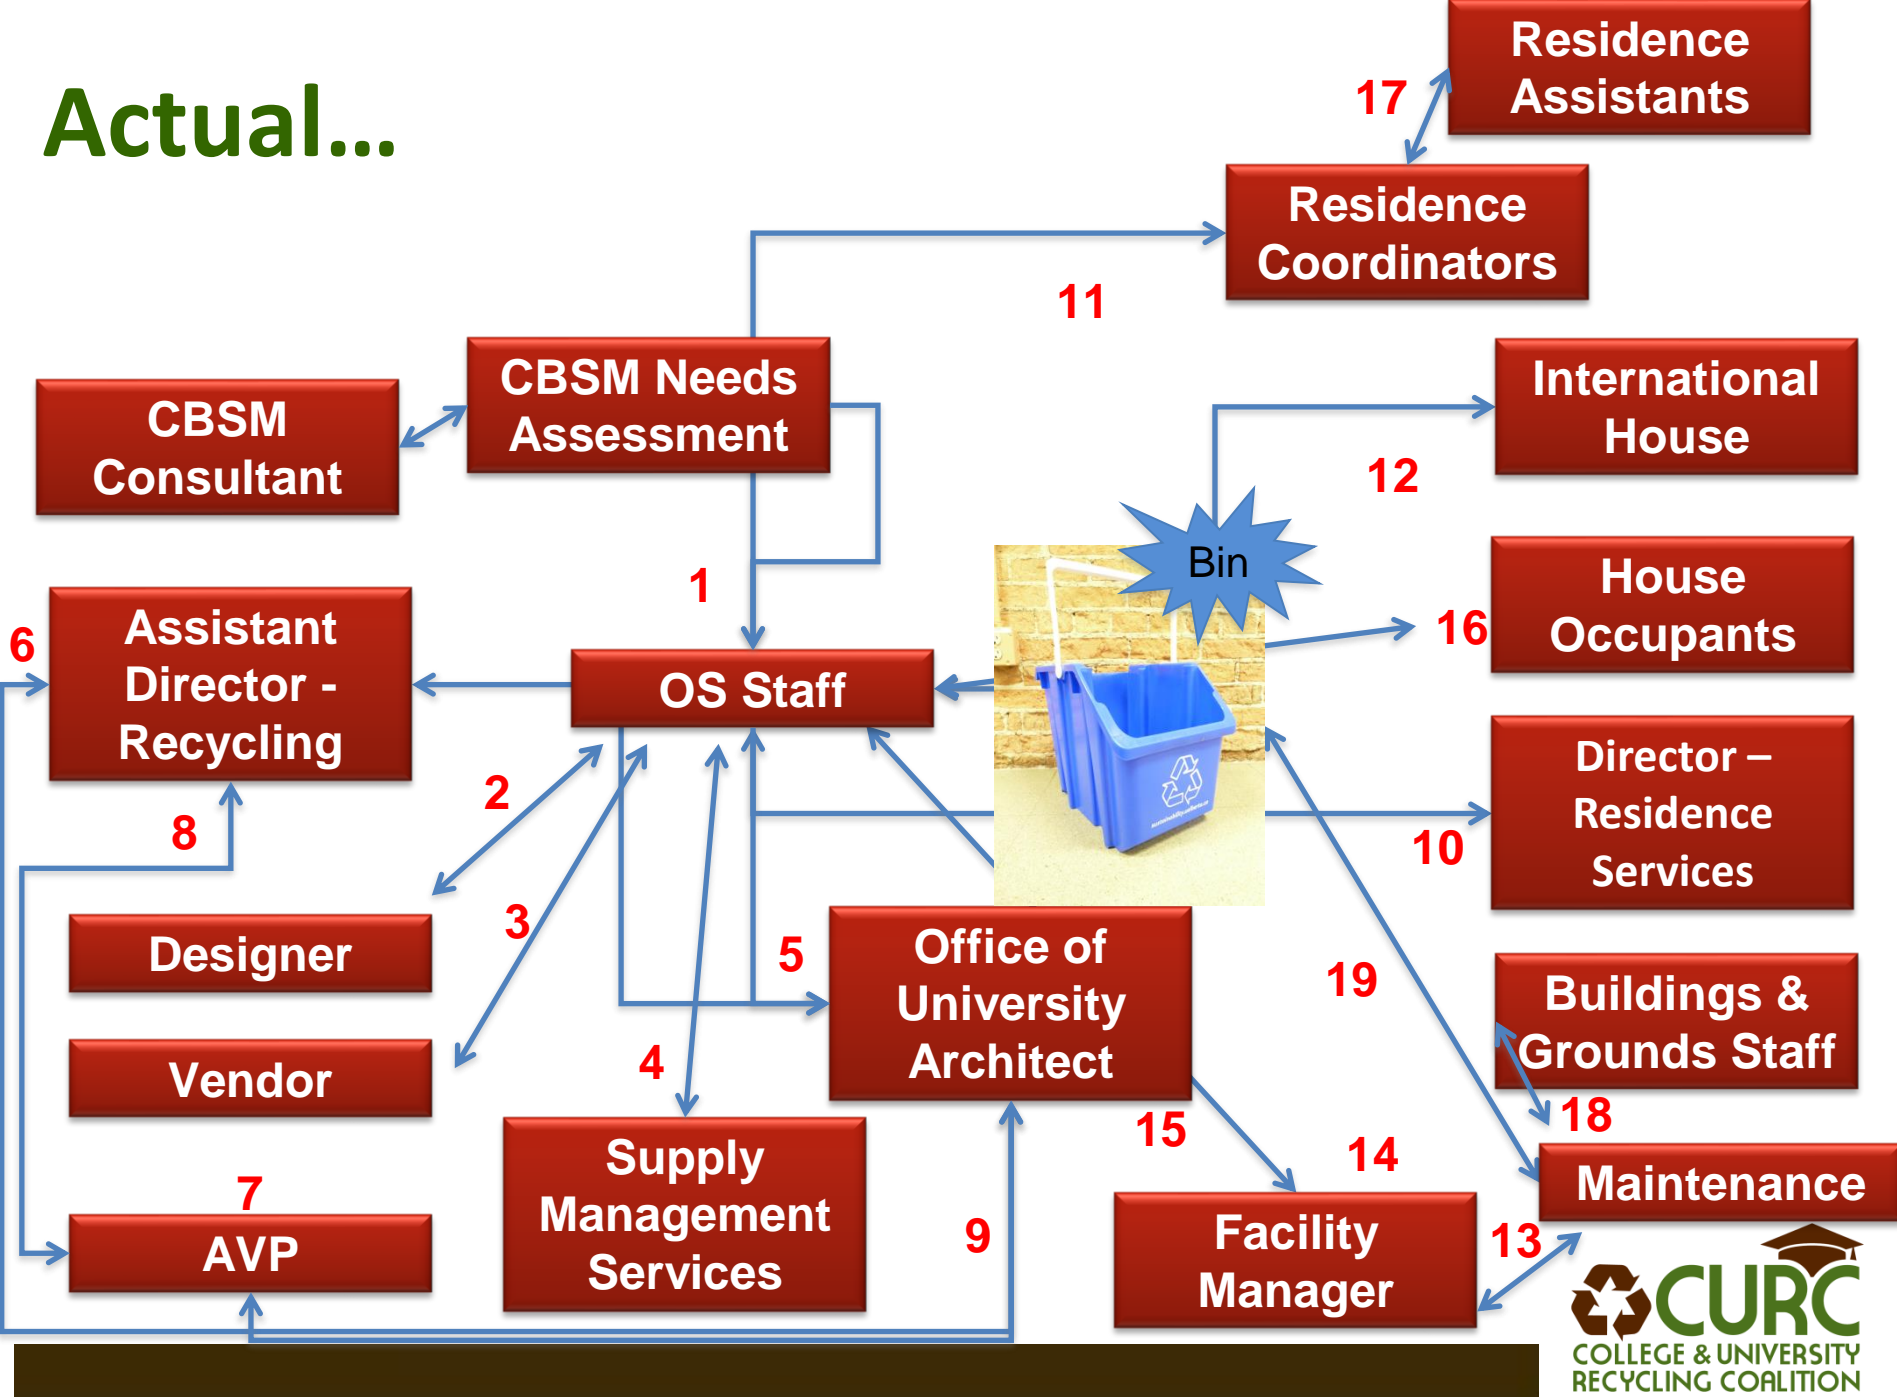 Actual...
Residence
Assistants
17
Residence
Coordinators
11
CBSM Needs
Assessment
CBSM
Consultant
International
House
12
Bin
1
House
Occupants
16
6
Assistant
Director -
Recycling
OS Staff
Director –
Residence
Services
2
8
10
3
5
Designer
Office of
University
Architect
19
Buildings &
Grounds Staff
4
Vendor
18
15
14
Supply
Management
Services
Maintenance
7
AVP
9
Facility
Manager
13
CURC
COLLEGE & UNIVERSITY
RECYCLING COALITION